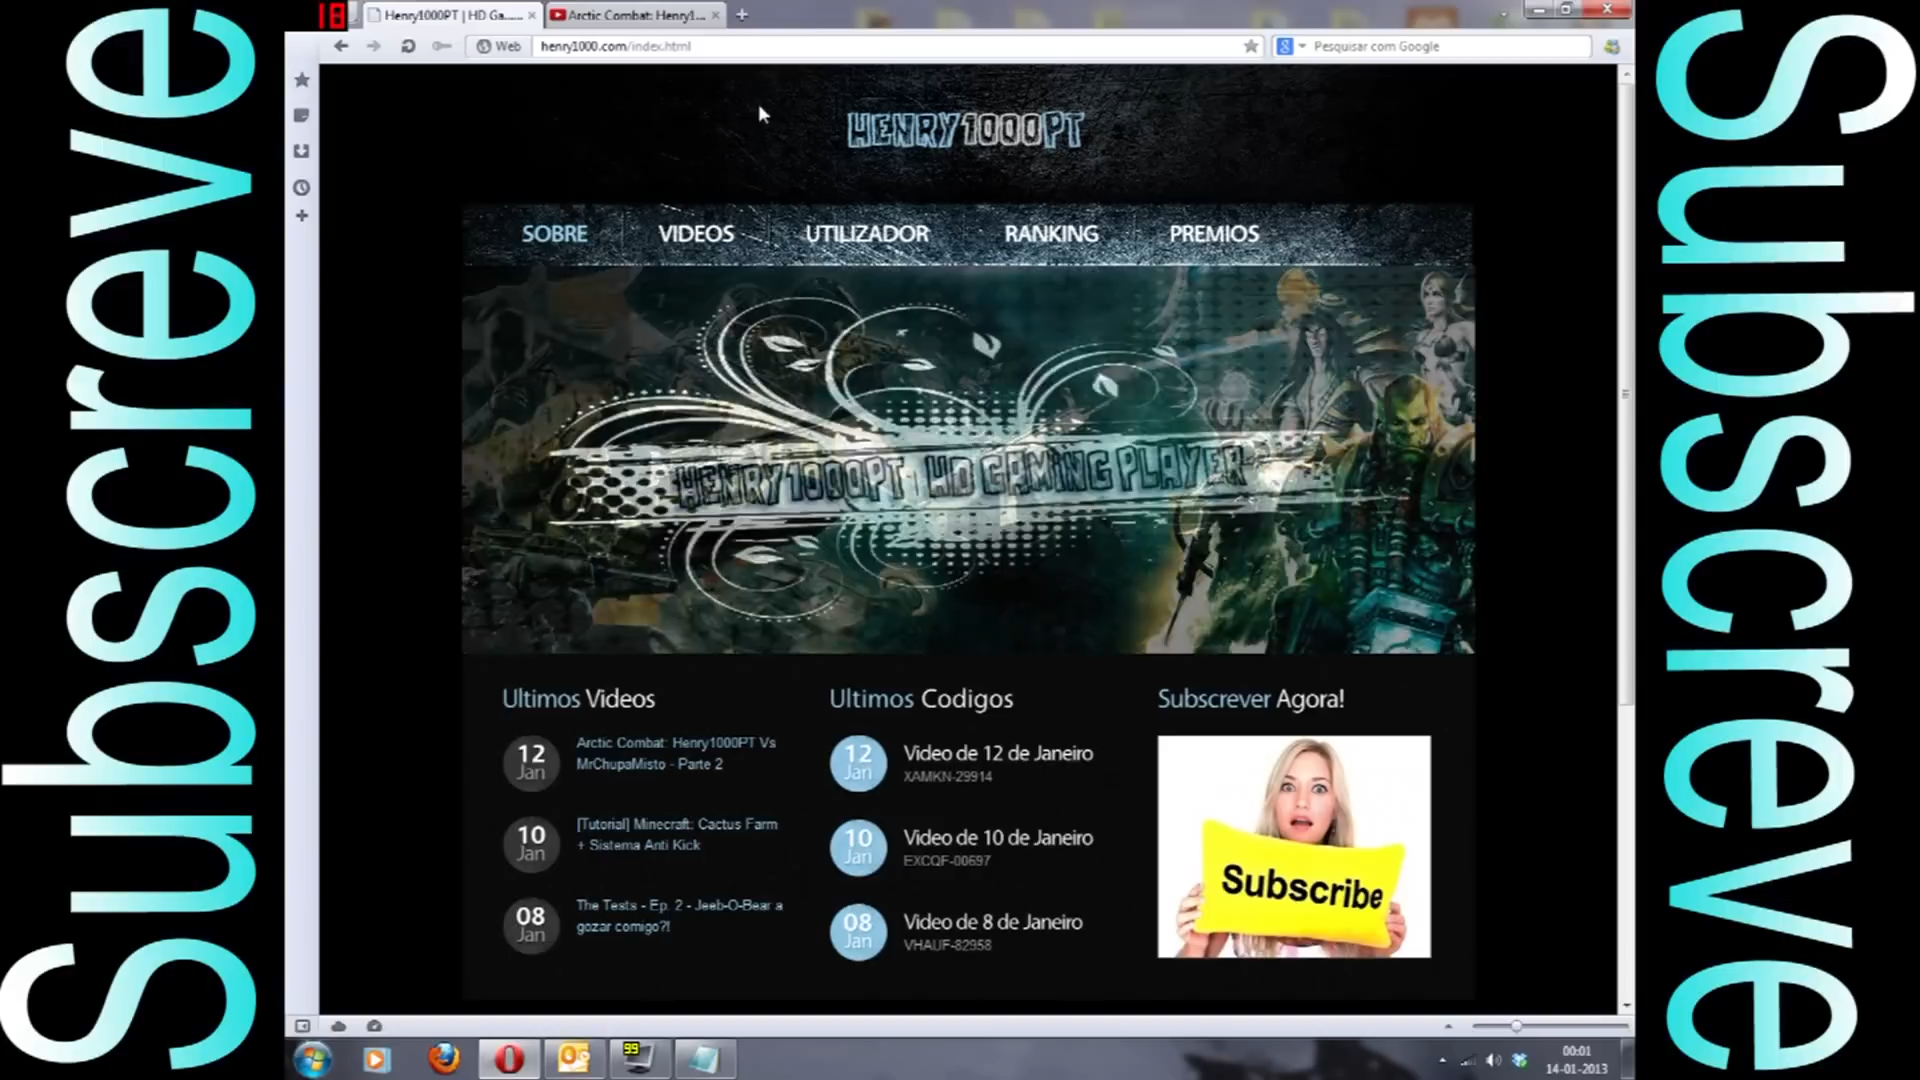 Subscreve
18
Henry1000PT | HD Ga...
Arctic Combat: Henry1...
Web
henry1000.com/index.html
Pesquisar com Google
HENRY1000PT
SOBRE
VIDEOS
UTILIZADOR
RANKING
PREMIOS
HENRY1000PT HD GAMING PLAYER
Ultimos Videos
12
Jan
Arctic Combat: Henry1000PT Vs
MrChupaMisto - Parte 2
10
Jan
[Tutorial] Minecraft: Cactus Farm
+ Sistema Anti Kick
08
Jan
The Tests - Ep. 2 - Jeeb-O-Bear a
gozar comigo?!
Ultimos Codigos
12
Jan
Video de 12 de Janeiro
XAMKN-29914
10
Jan
Video de 10 de Janeiro
EXCQF-00697
08
Jan
Video de 8 de Janeiro
VHAUF-82958
Subscrever Agora!
Subscribe
99
00:01
14-01-2013
Subscreve